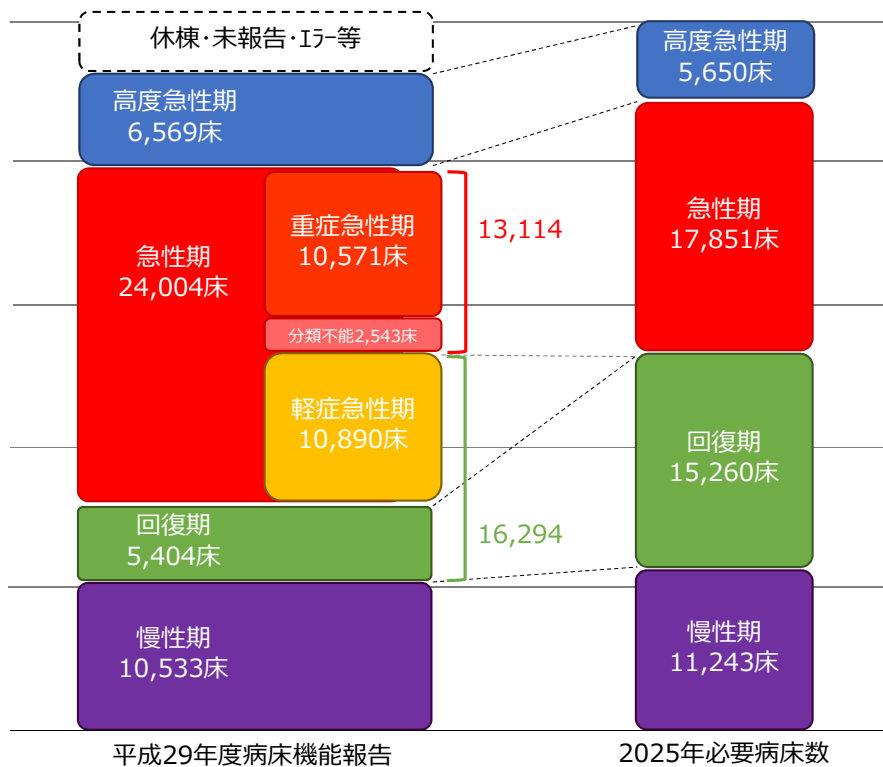 休棟･未報告･ｴﾗｰ等
高度急性期
6,569床
急性期
24,004床
重症急性期
10,571床
分類不能2,543床
軽症急性期
10,890床
回復期
5,404床
慢性期
10,533床
13,114
16,294
平成29年度病床機能報告
高度急性期
5,650床
急性期
17,851床
回復期
15,260床
慢性期
11,243床
2025年必要病床数